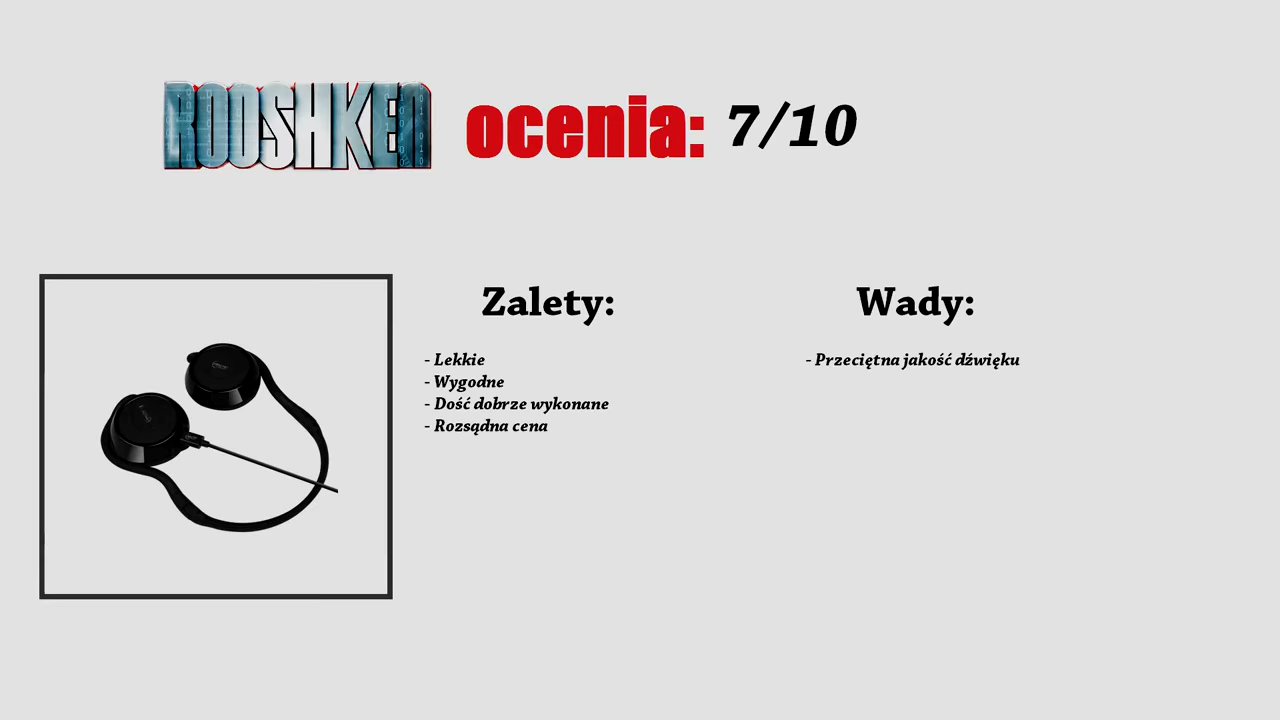 ROOSHKEN ocenia: 7/10
Zalety:
- Lekkie
- Wygodne
- Dość dobrze wykonane
- Rozsądna cena
Wady:
- Przeciętna jakość dźwięku